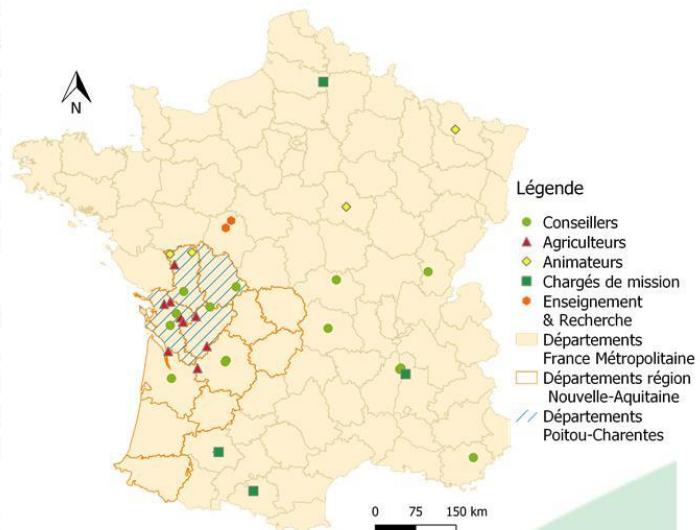 N
Légende
Conseillers
Agriculteurs
Animateurs
Chargés de mission
Enseignement
& Recherche
Départements
France Métropolitaine
Départements région
Nouvelle-Aquitaine
Départements
Poitou-Charentes
0 75 150 km